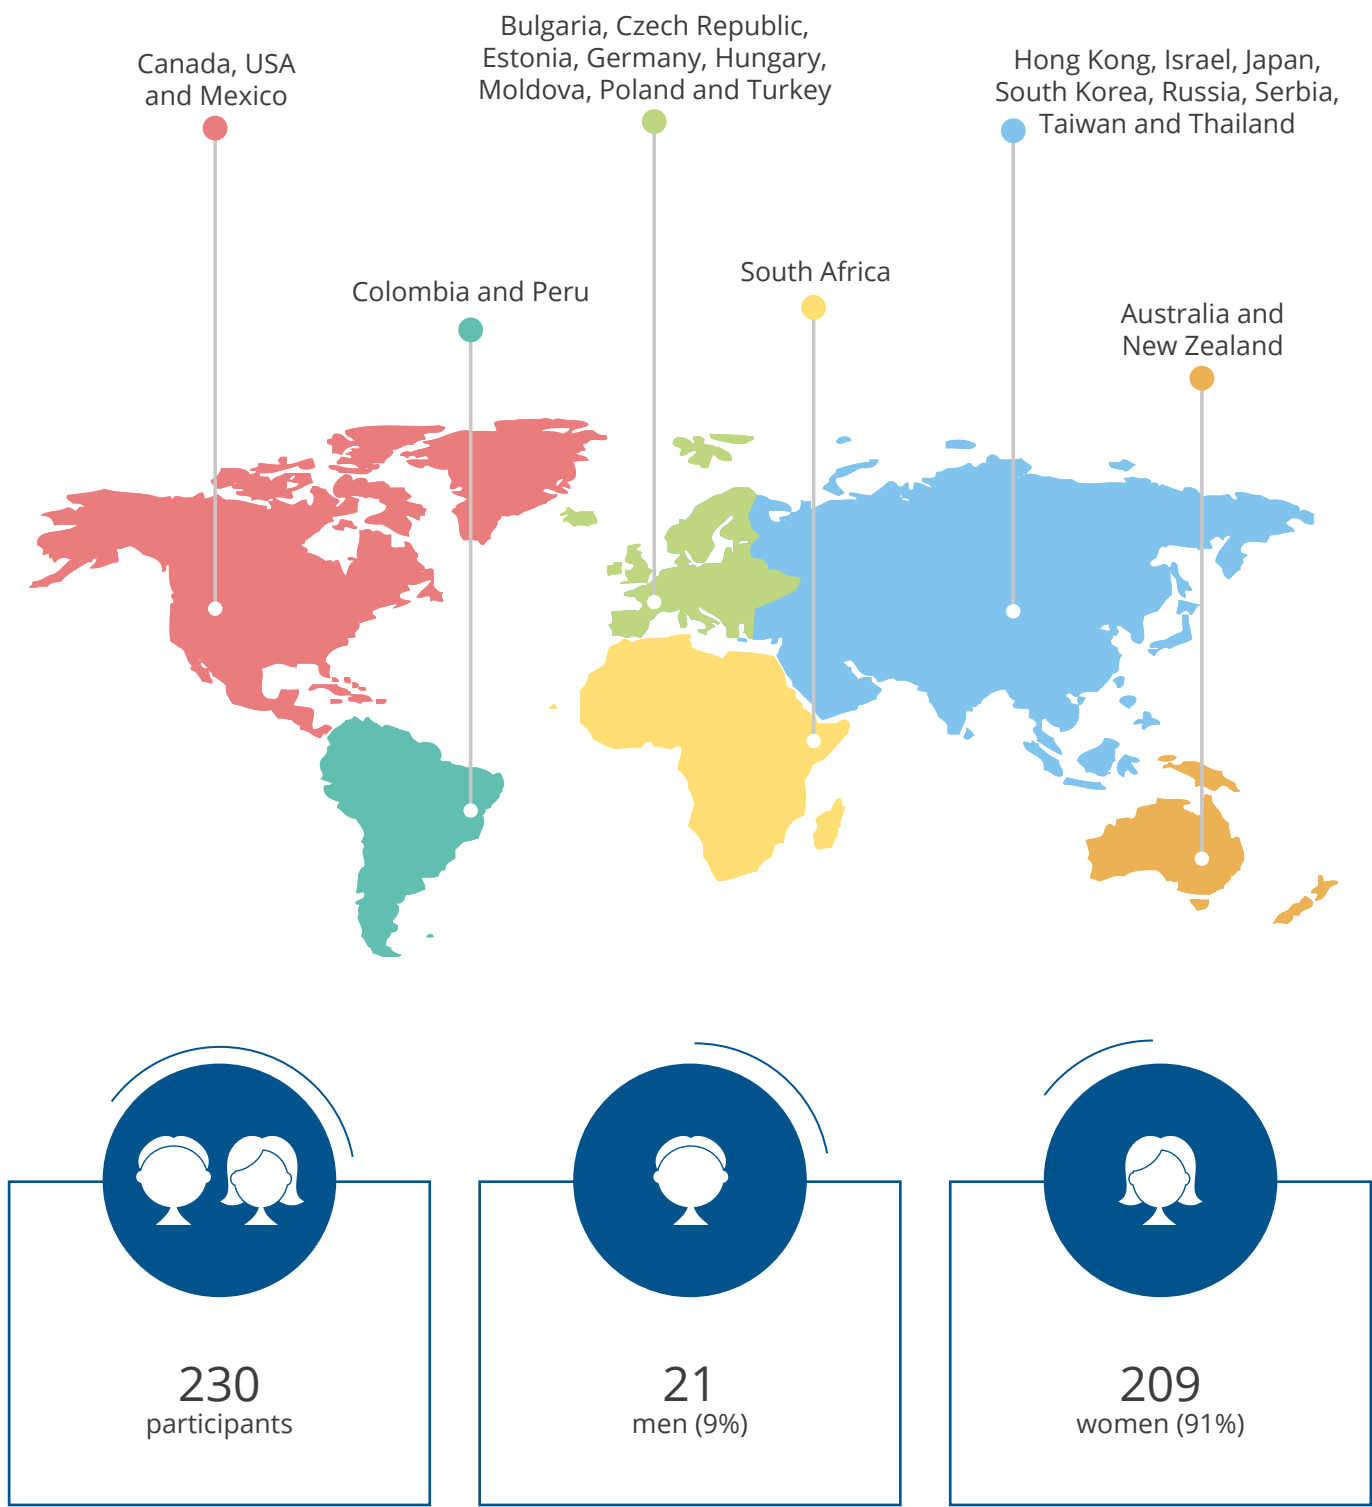 Canada, USA
and Mexico
Bulgaria, Czech Republic,
Estonia, Germany, Hungary,
Moldova, Poland and Turkey
Hong Kong, Israel, Japan,
South Korea, Russia, Serbia,
Taiwan and Thailand
Colombia and Peru
South Africa
Australia and
New Zealand
230
participants
21
men (9%)
209
women (91%)